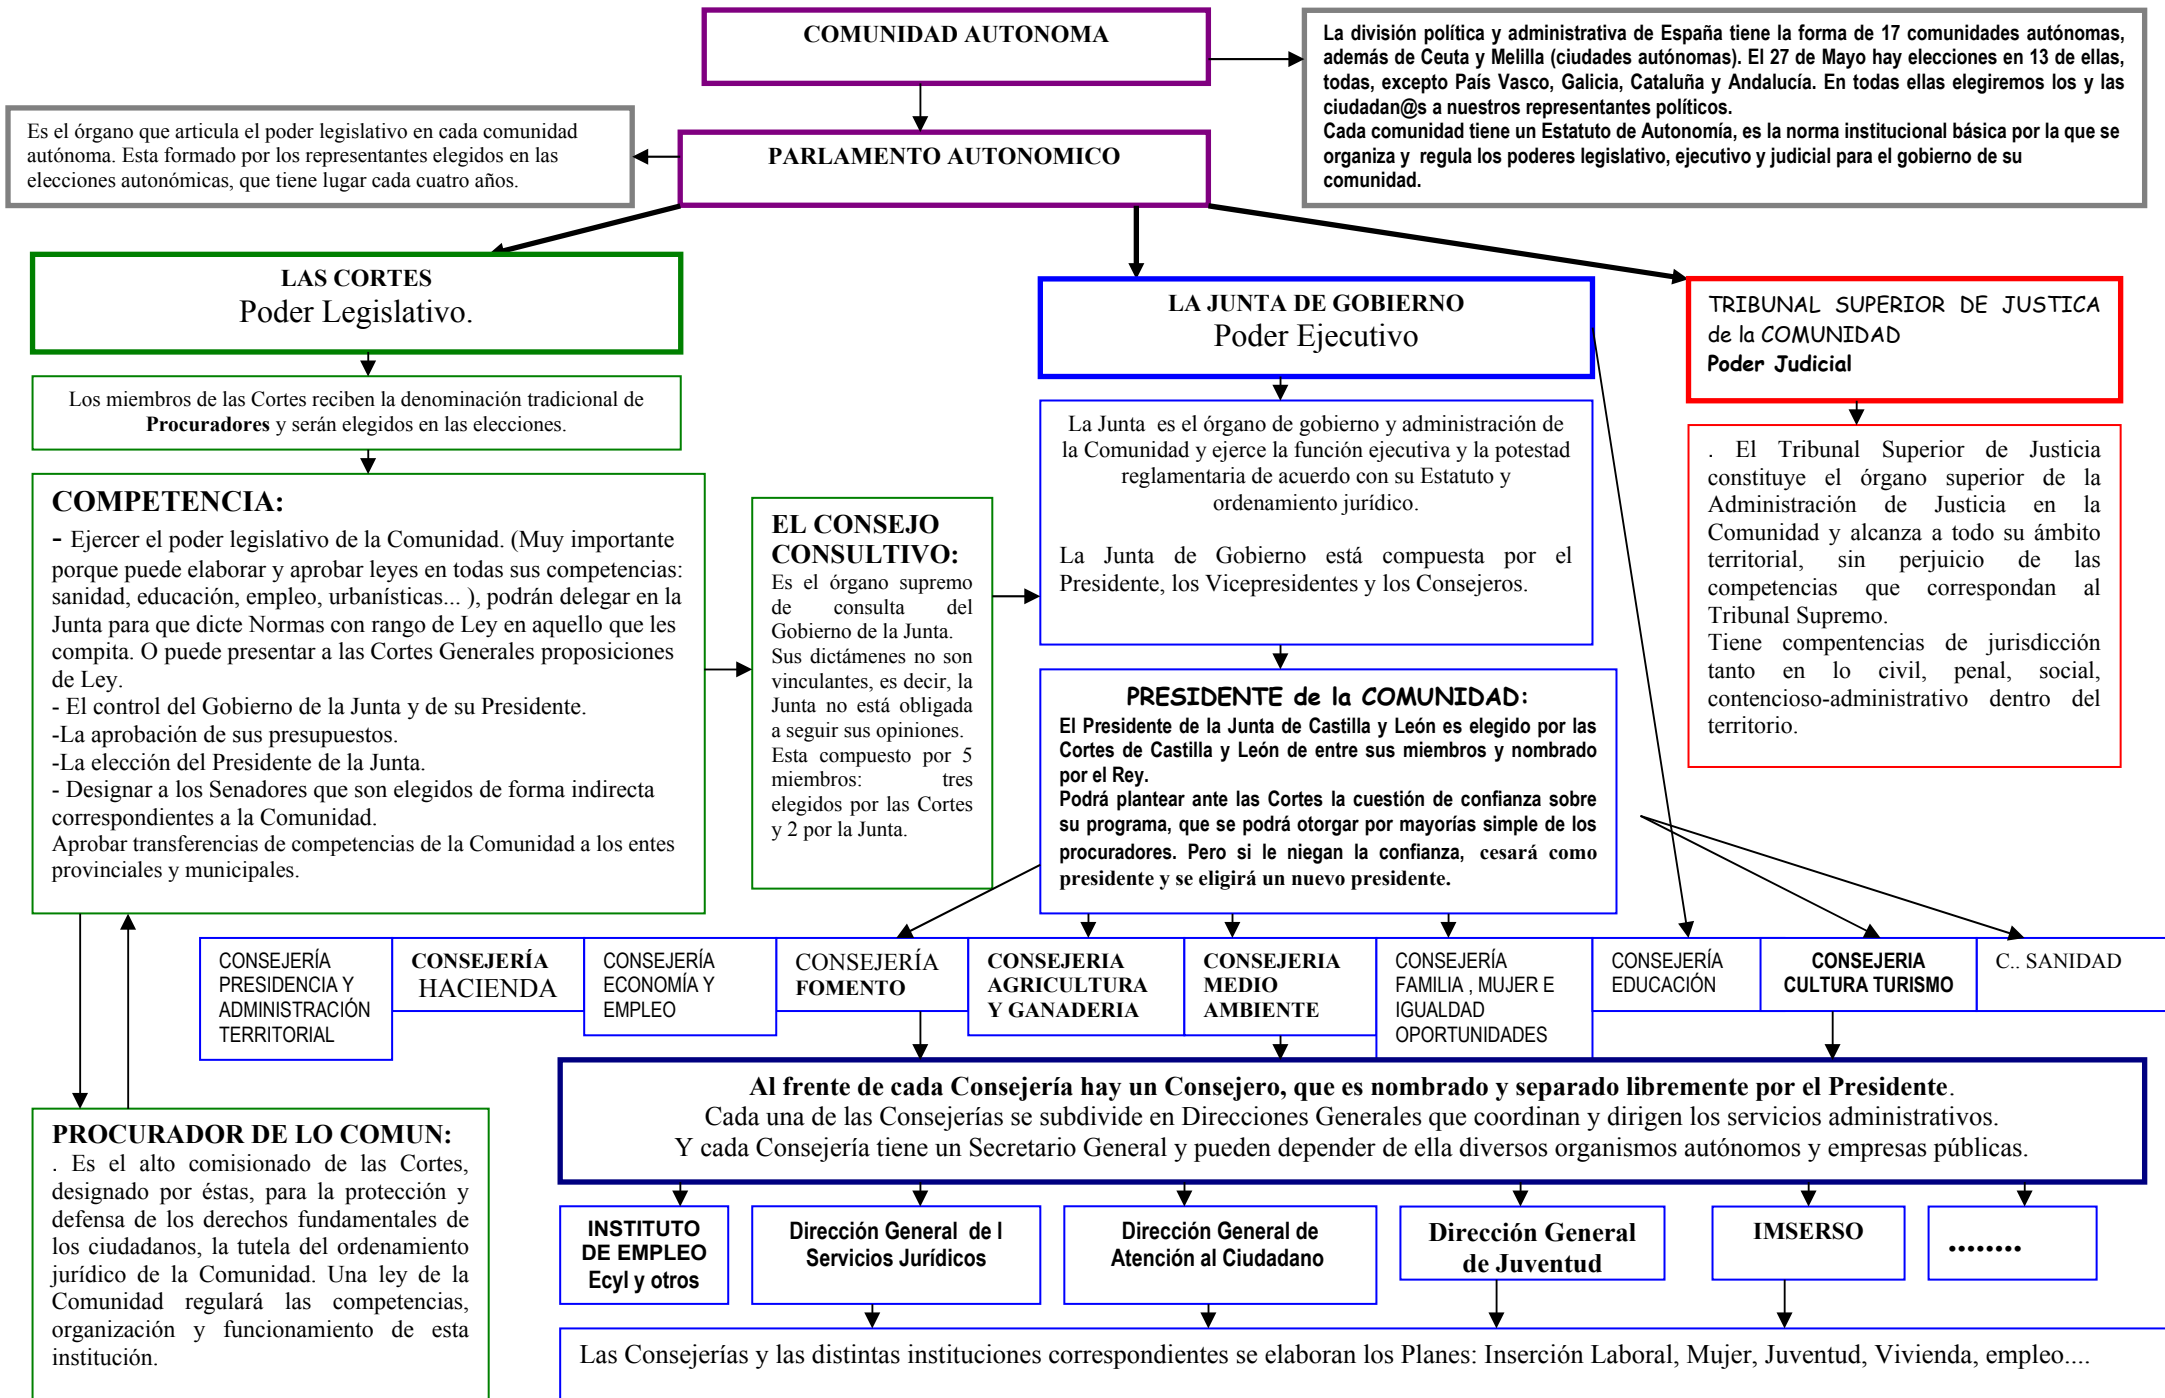 COMUNIDAD AUTONOMA
La división política y administrativa de España tiene la forma de 17 comunidades autónomas,
además de Ceuta y Melilla (ciudades autónomas). El 27 de Mayo hay elecciones en 13 de ellas,
todas, excepto País Vasco, Galicia, Cataluña y Andalucía. En todas ellas elegiremos los y las
ciudadan@s a nuestros representantes políticos.
Cada comunidad tiene un Estatuto de Autonomía, es la norma institucional básica por la que se
organiza y regula los poderes legislativo, ejecutivo y judicial para el gobierno de su
comunidad.
Es el órgano que articula el poder legislativo en cada comunidad
autónoma. Esta formado por los representantes elegidos en las
elecciones autonómicas, que tiene lugar cada cuatro años.
PARLAMENTO AUTONOMICO
LAS CORTES
Poder Legislativo.
LA JUNTA DE GOBIERNO
Poder Ejecutivo
TRIBUNAL SUPERIOR DE JUSTICA
de la COMUNIDAD
Poder Judicial
Los miembros de las Cortes reciben la denominación tradicional de
Procuradores y serán elegidos en las elecciones.
COMPETENCIA:
- Ejercer el poder legislativo de la Comunidad. (Muy importante
porque puede elaborar y aprobar leyes en todas sus competencias:
sanidad, educación, empleo, urbanísticas... ), podrán delegar en la
Junta para que dicte Normas con rango de Ley en aquello que les
compita. O puede presentar a las Cortes Generales proposiciones
de Ley.
- El control del Gobierno de la Junta y de su Presidente.
-La aprobación de sus presupuestos.
-La elección del Presidente de la Junta.
- Designar a los Senadores que son elegidos de forma indirecta
correspondientes a la Comunidad.
Aprobar transferencias de competencias de la Comunidad a los entes
provinciales y municipales.
EL CONSEJO
CONSULTIVO:
Es el órgano supremo
de consulta del
Gobierno de la Junta.
Sus dictámenes no son
vinculantes, es decir, la
Junta no está obligada
a seguir sus opiniones.
Esta compuesto por 5
miembros: tres
elegidos por las Cortes
y 2 por la Junta.
La Junta es el órgano de gobierno y administración de
la Comunidad y ejerce la función ejecutiva y la potestad
reglamentaria de acuerdo con su Estatuto y
ordenamiento jurídico.
La Junta de Gobierno está compuesta por el
Presidente, los Vicepresidentes y los Consejeros.
. El Tribunal Superior de Justicia
constituye el órgano superior de la
Administración de Justicia en la
Comunidad y alcanza a todo su ámbito
territorial, sin perjuicio de las
competencias que correspondan al
Tribunal Supremo.
Tiene compentencias de jurisdicción
tanto en lo civil, penal, social,
contencioso-administrativo dentro del
territorio.
PRESIDENTE de la COMUNIDAD:
El Presidente de la Junta de Castilla y León es elegido por las
Cortes de Castilla y León de entre sus miembros y nombrado
por el Rey.
Podrá plantear ante las Cortes la cuestión de confianza sobre
su programa, que se podrá otorgar por mayorías simple de los
procuradores. Pero si le niegan la confianza, cesará como
presidente y se eligirá un nuevo presidente.
CONSEJERÍA
PRESIDENCIA Y
ADMINISTRACIÓN
TERRITORIAL
CONSEJERÍA
HACIENDA
CONSEJERÍA
ECONOMÍA Y
EMPLEO
CONSEJERÍA
FOMENTO
CONSEJERIA
AGRICULTURA
Y GANADERIA
CONSEJERIA
MEDIO
AMBIENTE
CONSEJERÍA
FAMILIA , MUJER E
IGUALDAD
OPORTUNIDADES
CONSEJERÍA
EDUCACIÓN
CONSEJERIA
CULTURA TURISMO
C.. SANIDAD
Al frente de cada Consejería hay un Consejero, que es nombrado y separado libremente por el Presidente.
Cada una de las Consejerías se subdivide en Direcciones Generales que coordinan y dirigen los servicios administrativos.
Y cada Consejería tiene un Secretario General y pueden depender de ella diversos organismos autónomos y empresas públicas.
PROCURADOR DE LO COMUN:
. Es el alto comisionado de las Cortes,
designado por éstas, para la protección y
defensa de los derechos fundamentales de
los ciudadanos, la tutela del ordenamiento
jurídico de la Comunidad. Una ley de la
Comunidad regulará las competencias,
organización y funcionamiento de esta
institución.
INSTITUTO
DE EMPLEO
Ecyl y otros
Dirección General de l
Servicios Jurídicos
Dirección General de
Atención al Ciudadano
Dirección General
de Juventud
IMSERSO
........
Las Consejerías y las distintas instituciones correspondientes se elaboran los Planes: Inserción Laboral, Mujer, Juventud, Vivienda, empleo....